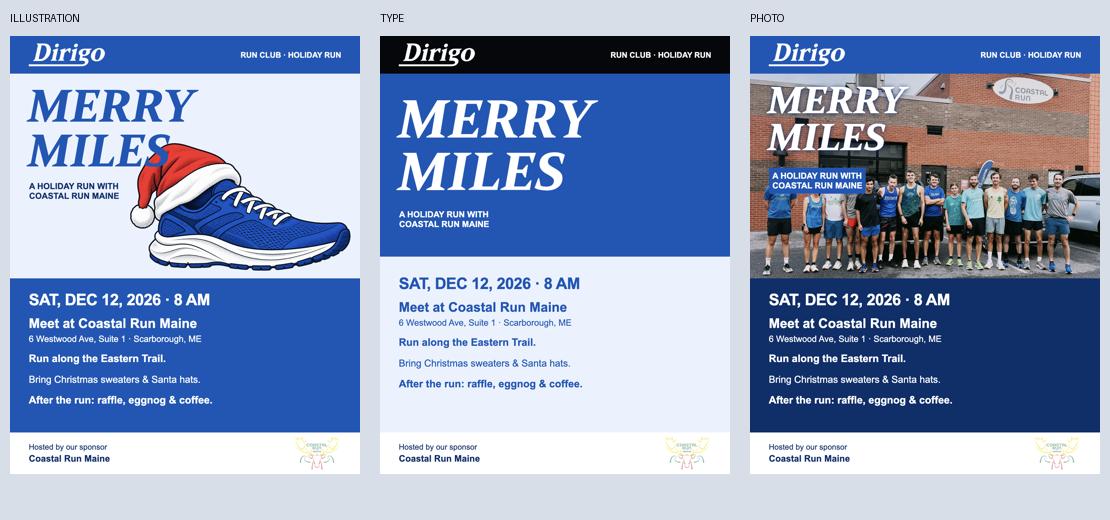 ILLUSTRATION
Dirigo
RUN CLUB · HOLIDAY RUN
MERRY
MILES
A HOLIDAY RUN WITH
COASTAL RUN MAINE
SAT, DEC 12, 2026 · 8 AM
Meet at Coastal Run Maine
6 Westwood Ave, Suite 1 · Scarborough, ME
Run along the Eastern Trail.
Bring Christmas sweaters & Santa hats.
After the run: raffle, eggnog & coffee.
Hosted by our sponsor
Coastal Run Maine
COASTAL
RUN
TYPE
Dirigo
RUN CLUB · HOLIDAY RUN
MERRY
MILES
A HOLIDAY RUN WITH
COASTAL RUN MAINE
SAT, DEC 12, 2026 · 8 AM
Meet at Coastal Run Maine
6 Westwood Ave, Suite 1 · Scarborough, ME
Run along the Eastern Trail.
Bring Christmas sweaters & Santa hats.
After the run: raffle, eggnog & coffee.
Hosted by our sponsor
Coastal Run Maine
COASTAL
RUN
PHOTO
Dirigo
RUN CLUB · HOLIDAY RUN
MERRY
MILES
COASTAL
RUN
A HOLIDAY RUN WITH
COASTAL RUN MAINE
SAT, DEC 12, 2026 · 8 AM
Meet at Coastal Run Maine
6 Westwood Ave, Suite 1 · Scarborough, ME
Run along the Eastern Trail.
Bring Christmas sweaters & Santa hats.
After the run: raffle, eggnog & coffee.
Hosted by our sponsor
Coastal Run Maine
COASTAL
RUN